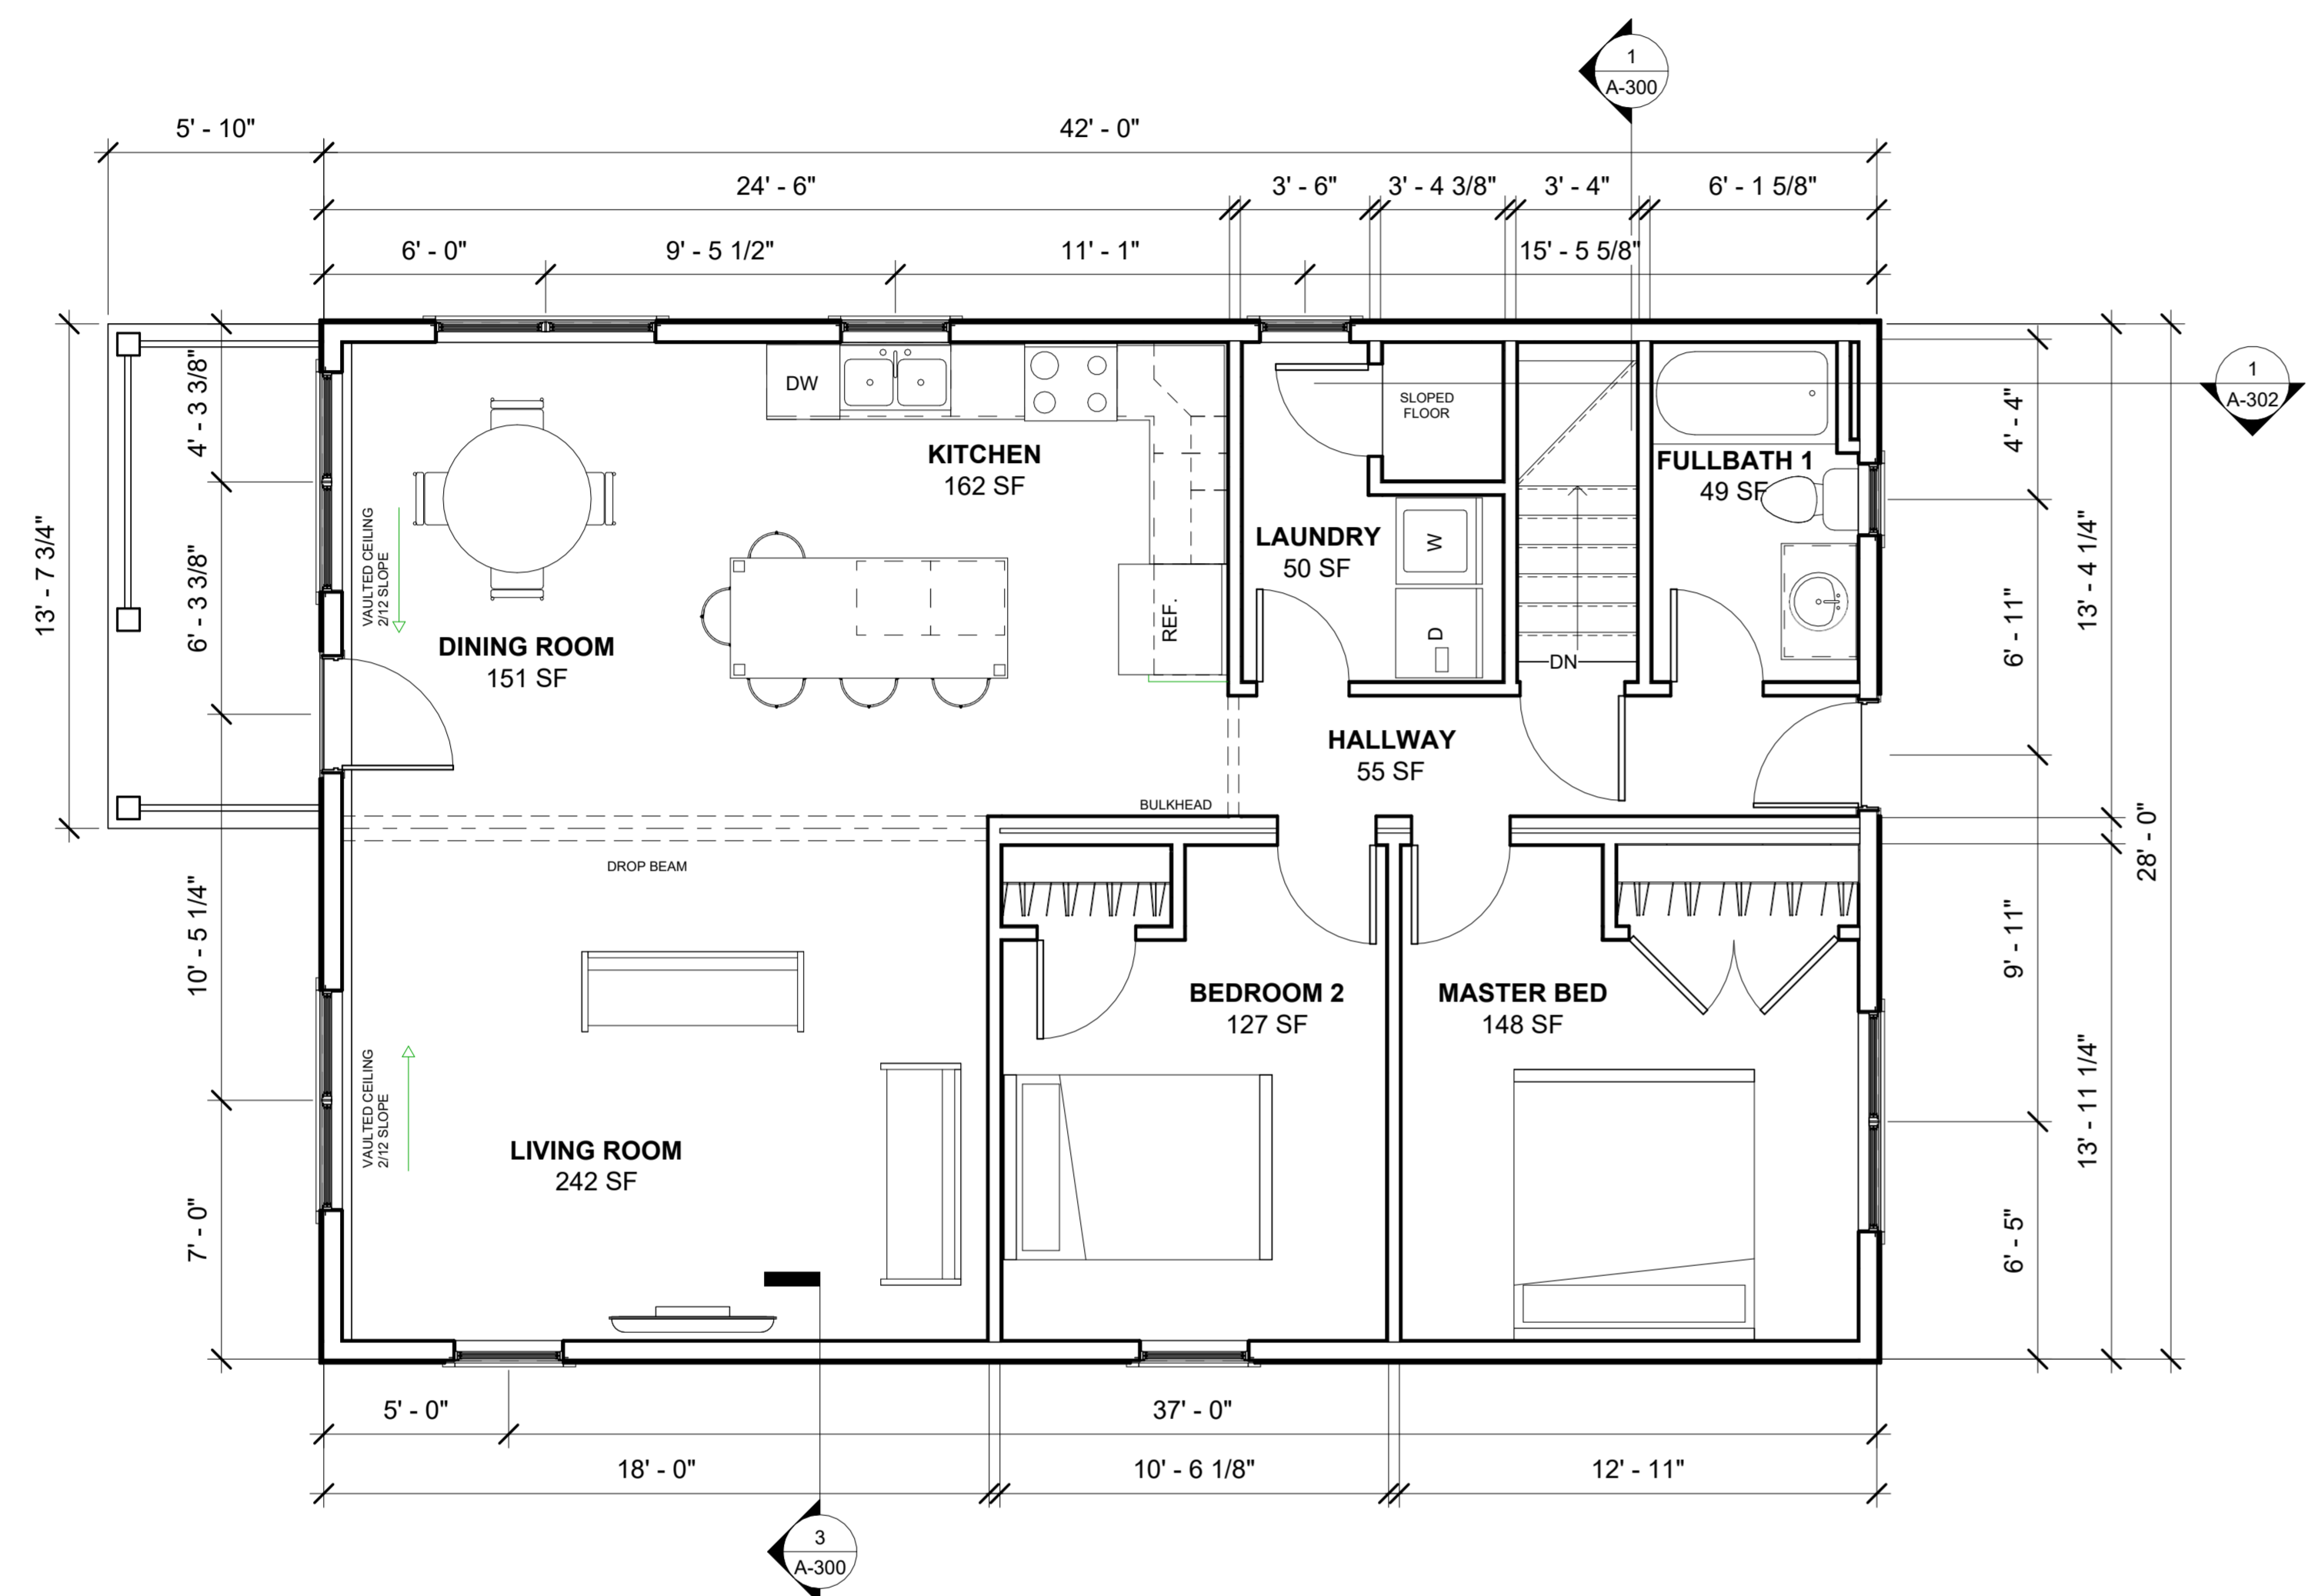 1
A-300
5' - 10"
42' - 0"
24' - 6"
3' - 6"
3' - 4 3/8"
3' - 4"
6' - 1 5/8"
6' - 0"
9' - 5 1/2"
11' - 1"
15' - 5 5/8"
1
A-302
DW
SLOPED
FLOOR
KITCHEN
162 SF
FULLBATH 1
49 SF
LAUNDRY
50 SF
W
D
REF.
DN
VAULTED CEILING
2/12 SLOPE
DINING ROOM
151 SF
HALLWAY
55 SF
BULKHEAD
DROP BEAM
BEDROOM 2
127 SF
MASTER BED
148 SF
VAULTED CEILING
2/12 SLOPE
LIVING ROOM
242 SF
13' - 7 3/4"
4' - 3 3/8"
6' - 3 3/8"
10' - 5 1/4"
7' - 0"
4' - 4"
6' - 11"
9' - 11"
6' - 5"
13' - 4 1/4"
13' - 11 1/4"
28' - 0"
5' - 0"
37' - 0"
18' - 0"
10' - 6 1/8"
12' - 11"
3
A-300